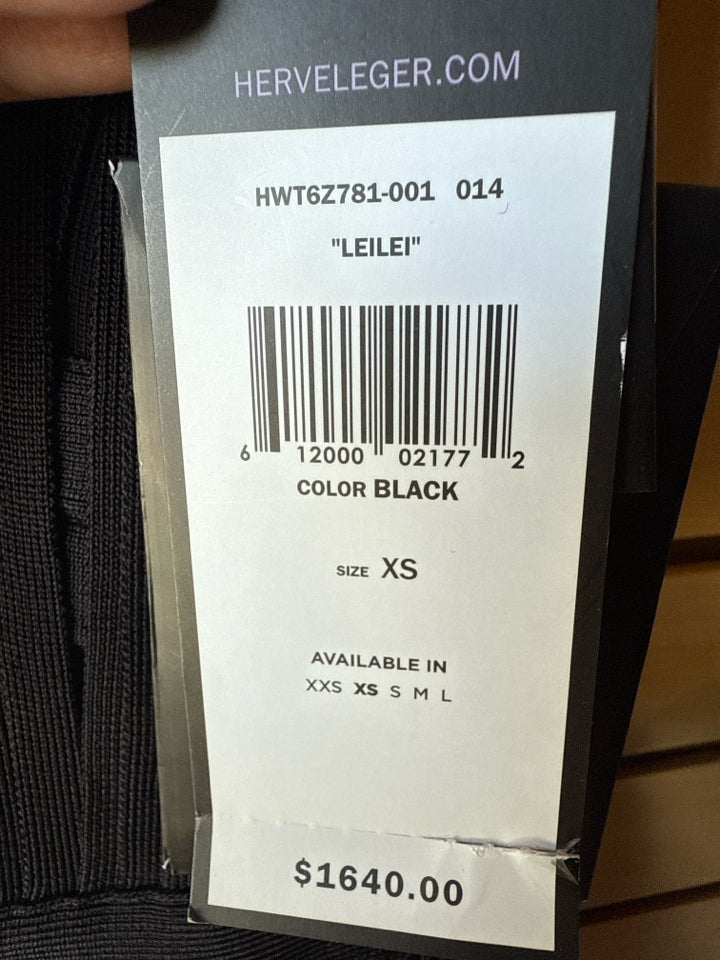 HERVELEGER.COM
HWT6Z781-001 014
"LEILEI"
6 12000 02177 2
COLOR BLACK
SIZE XS
AVAILABLE IN
XXS XS S M L
$1640.00